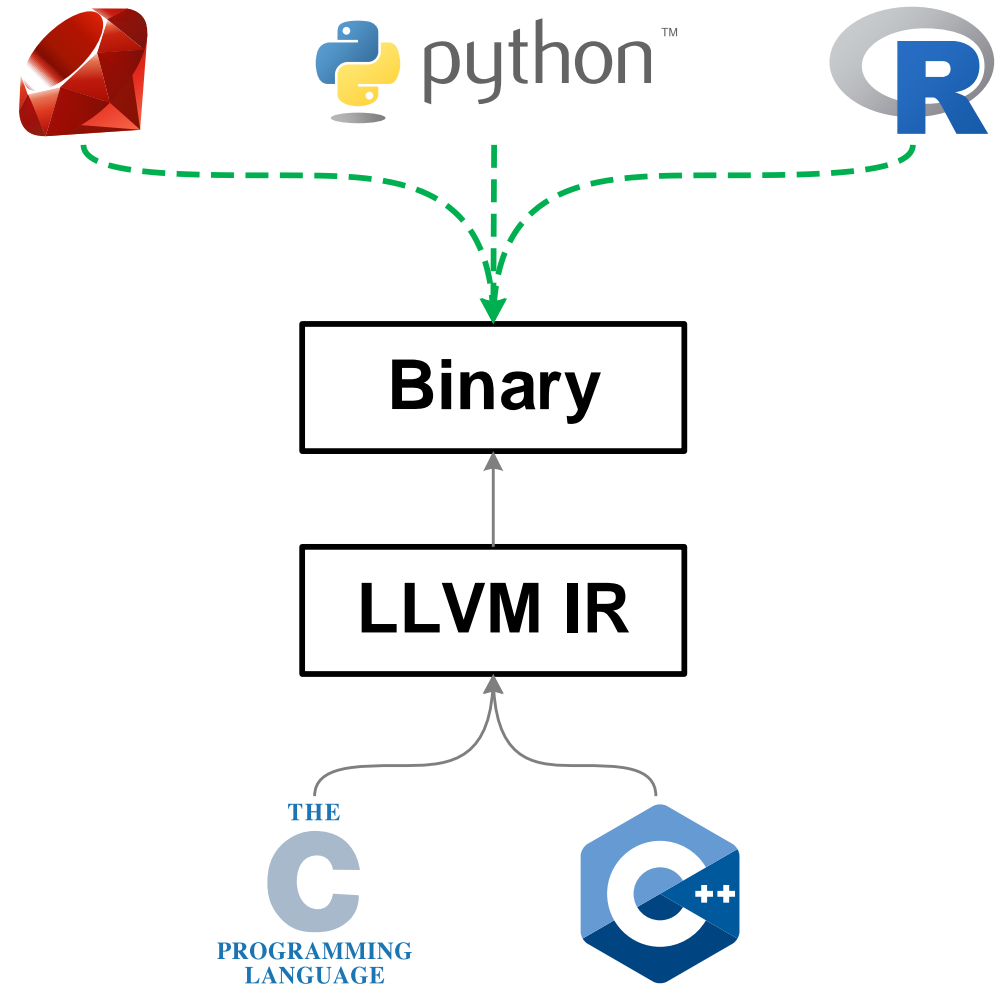 python™
R
Binary
LLVM IR
THE
C
PROGRAMMING
LANGUAGE
C++